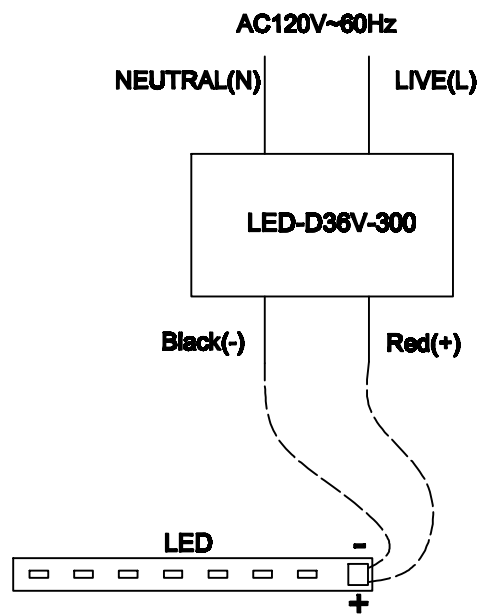 AC120V~60Hz
NEUTRAL(N) LIVE(L)
LED-D36V-300
Black(-) Red(+)
LED -
+